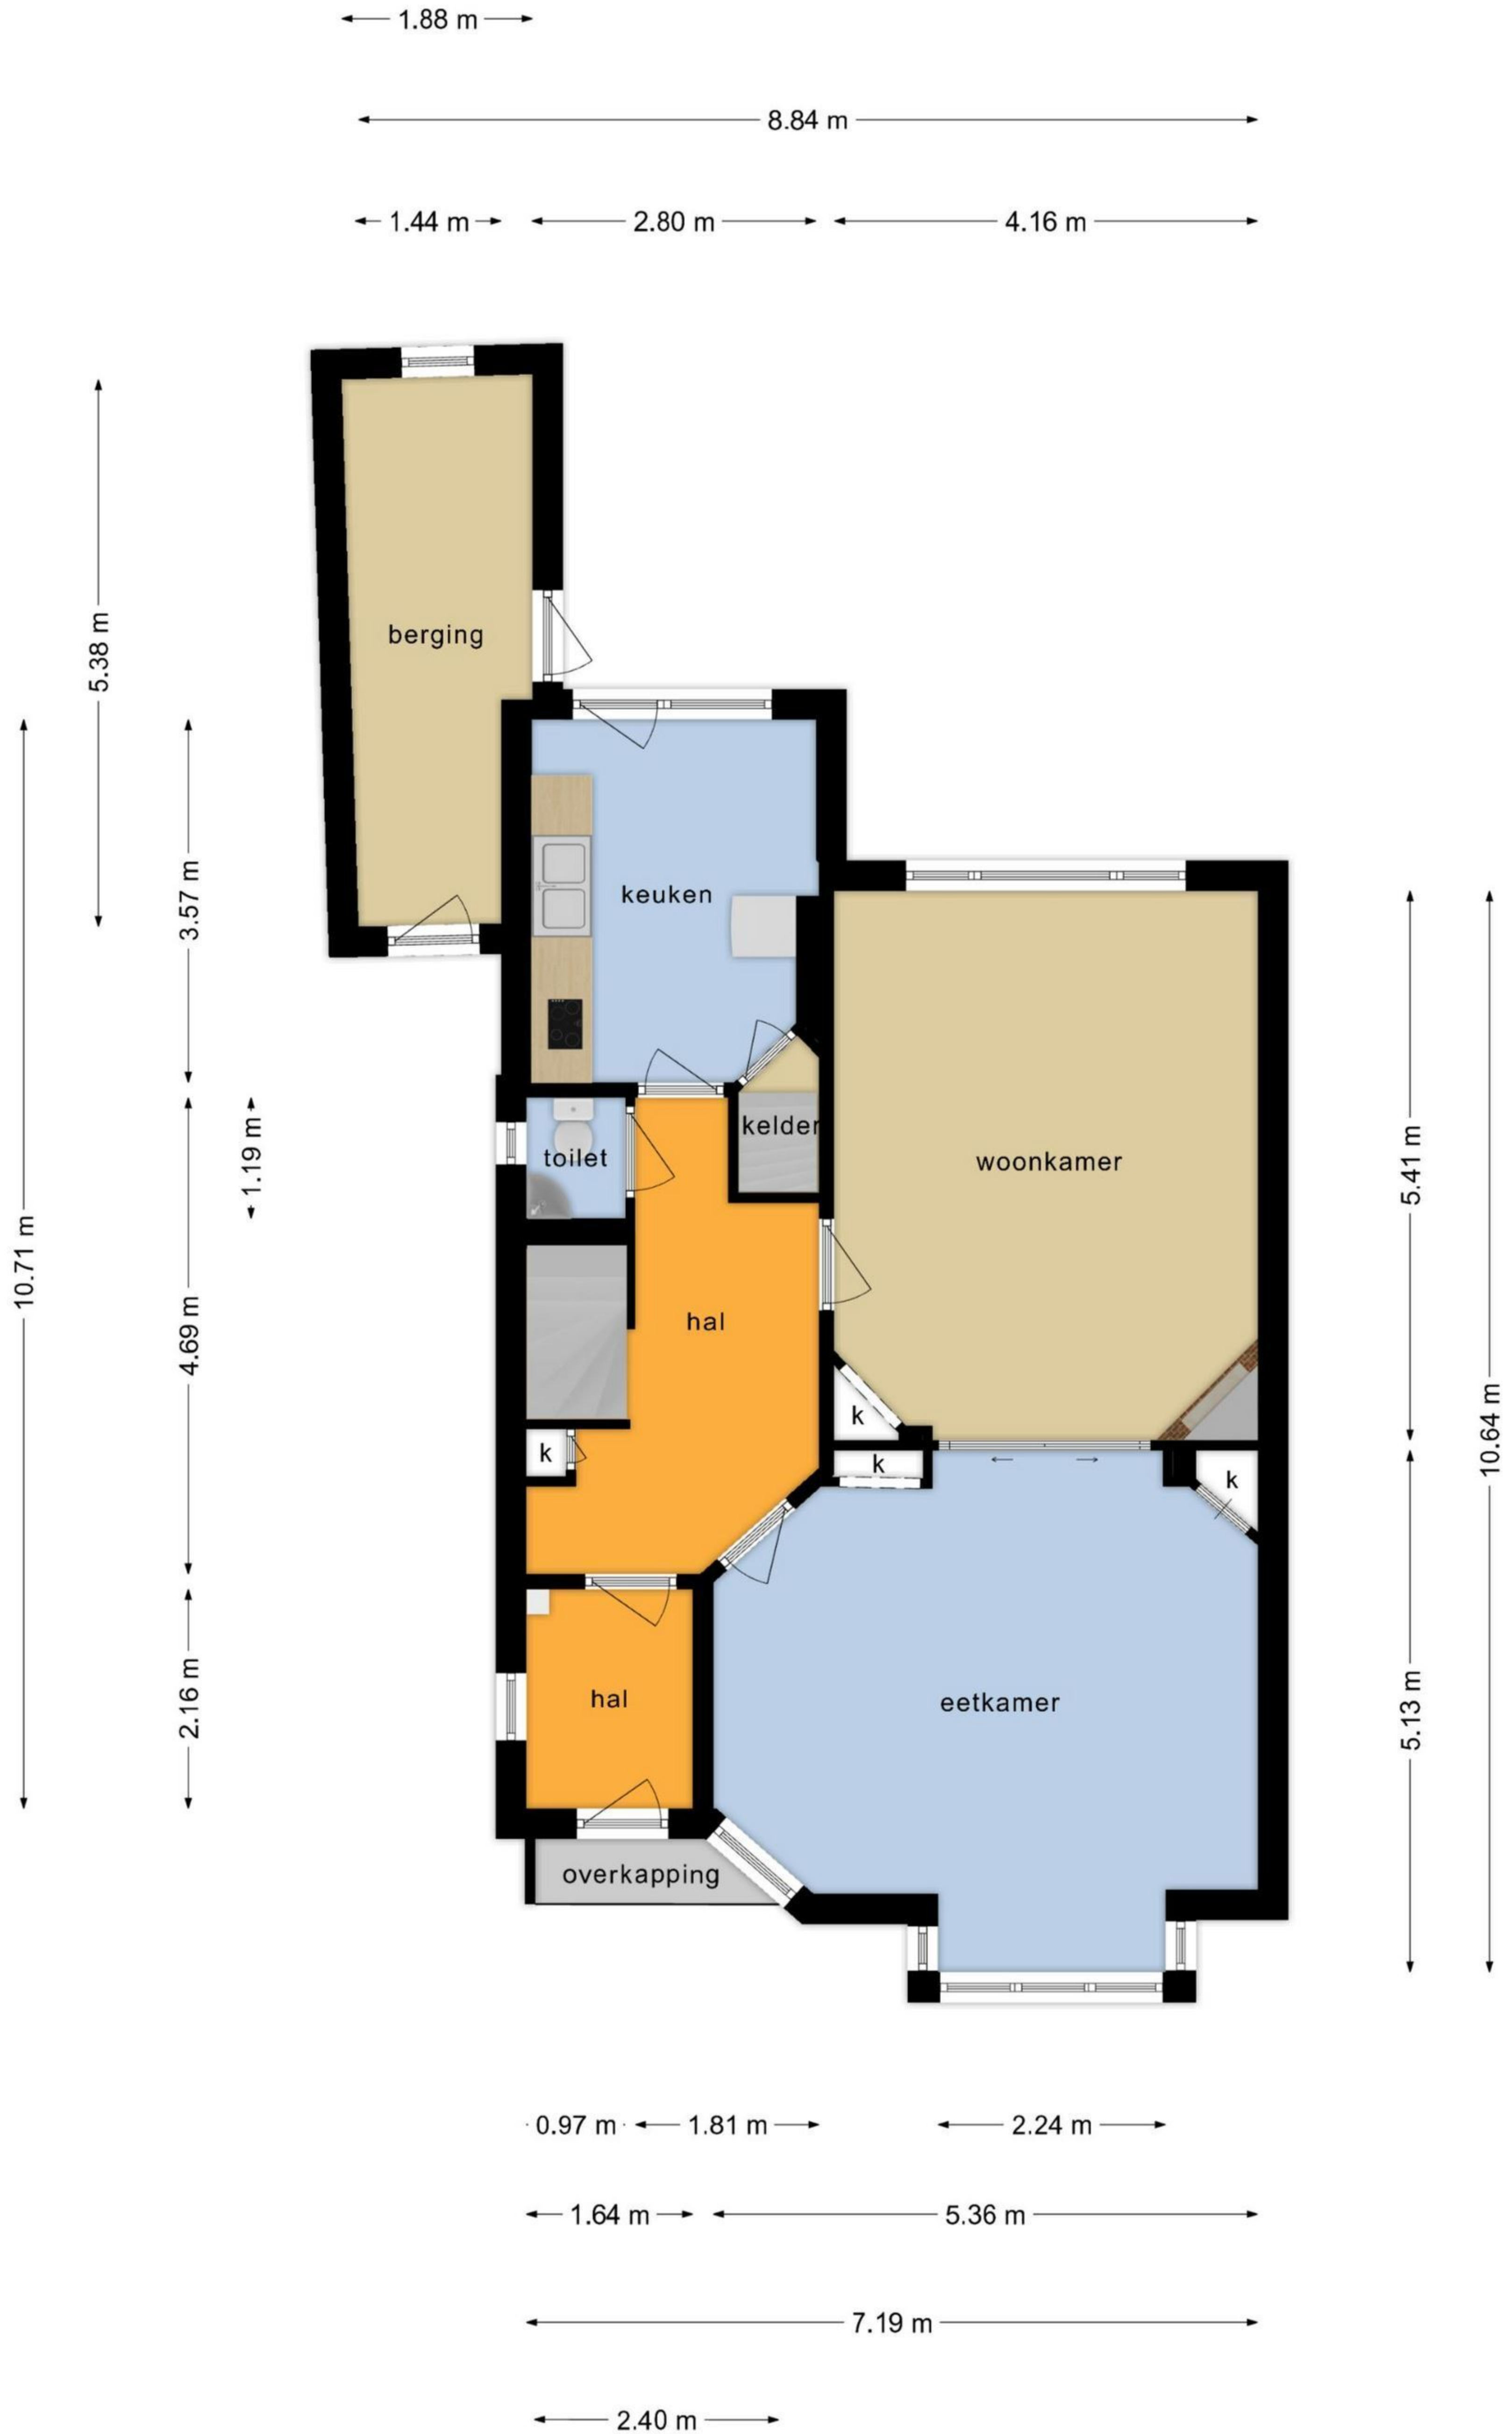 1.88 m
8.84 m
1.44 m
2.80 m
4.16 m
berging
5.38 m
keuken
3.57 m
kelder
toilet
1.19 m
woonkamer
5.41 m
10.71 m
hal
4.69 m
10.64 m
k
k
k
k
hal
2.16 m
eetkamer
5.13 m
overkapping
0.97 m
1.81 m
2.24 m
1.64 m
5.36 m
7.19 m
2.40 m